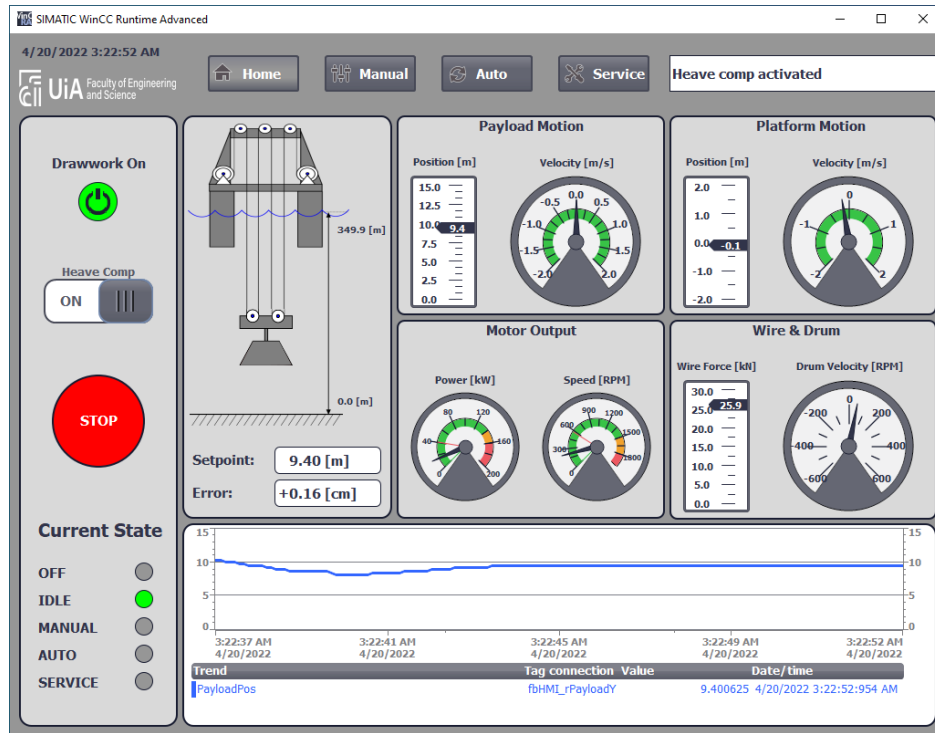 SIMATIC WinCC Runtime Advanced
4/20/2022 3:22:52 AM
UiA Faculty of Engineering and Science
Home
Manual
Auto
Service
Heave comp activated
Drawwork On
Heave Comp
ON
STOP
Current State
OFF
IDLE
MANUAL
AUTO
SERVICE
349.9 [m]
0.0 [m]
Setpoint: 9.40 [m]
Error: +0.16 [cm]
Payload Motion
Position [m]
Velocity [m/s]
15.0
12.5
10.0
9.4
7.5
5.0
2.5
0.0
-2.0
-1.5
-1.0
-0.5
0.0
0.5
1.0
1.5
2.0
Platform Motion
Position [m]
Velocity [m/s]
2.0
1.0
0.0
-0.1
-1.0
-2.0
-2
-1
0
1
2
Motor Output
Power [kW]
Speed [RPM]
0
40
80
120
160
200
0
300
600
900
1200
1500
1800
Wire & Drum
Wire Force [kN]
Drum Velocity [RPM]
30.0
25.0
25.9
20.0
15.0
10.0
5.0
0.0
-600
-400
-200
0
200
400
600
15
10
5
0
15
10
5
0
3:22:37 AM
4/20/2022
3:22:41 AM
4/20/2022
3:22:45 AM
4/20/2022
3:22:49 AM
4/20/2022
3:22:52 AM
4/20/2022
Trend Tag connection Value Date/time
PayloadPos fbHMI_rPayloadY 9.400625 4/20/2022 3:22:52:954 AM